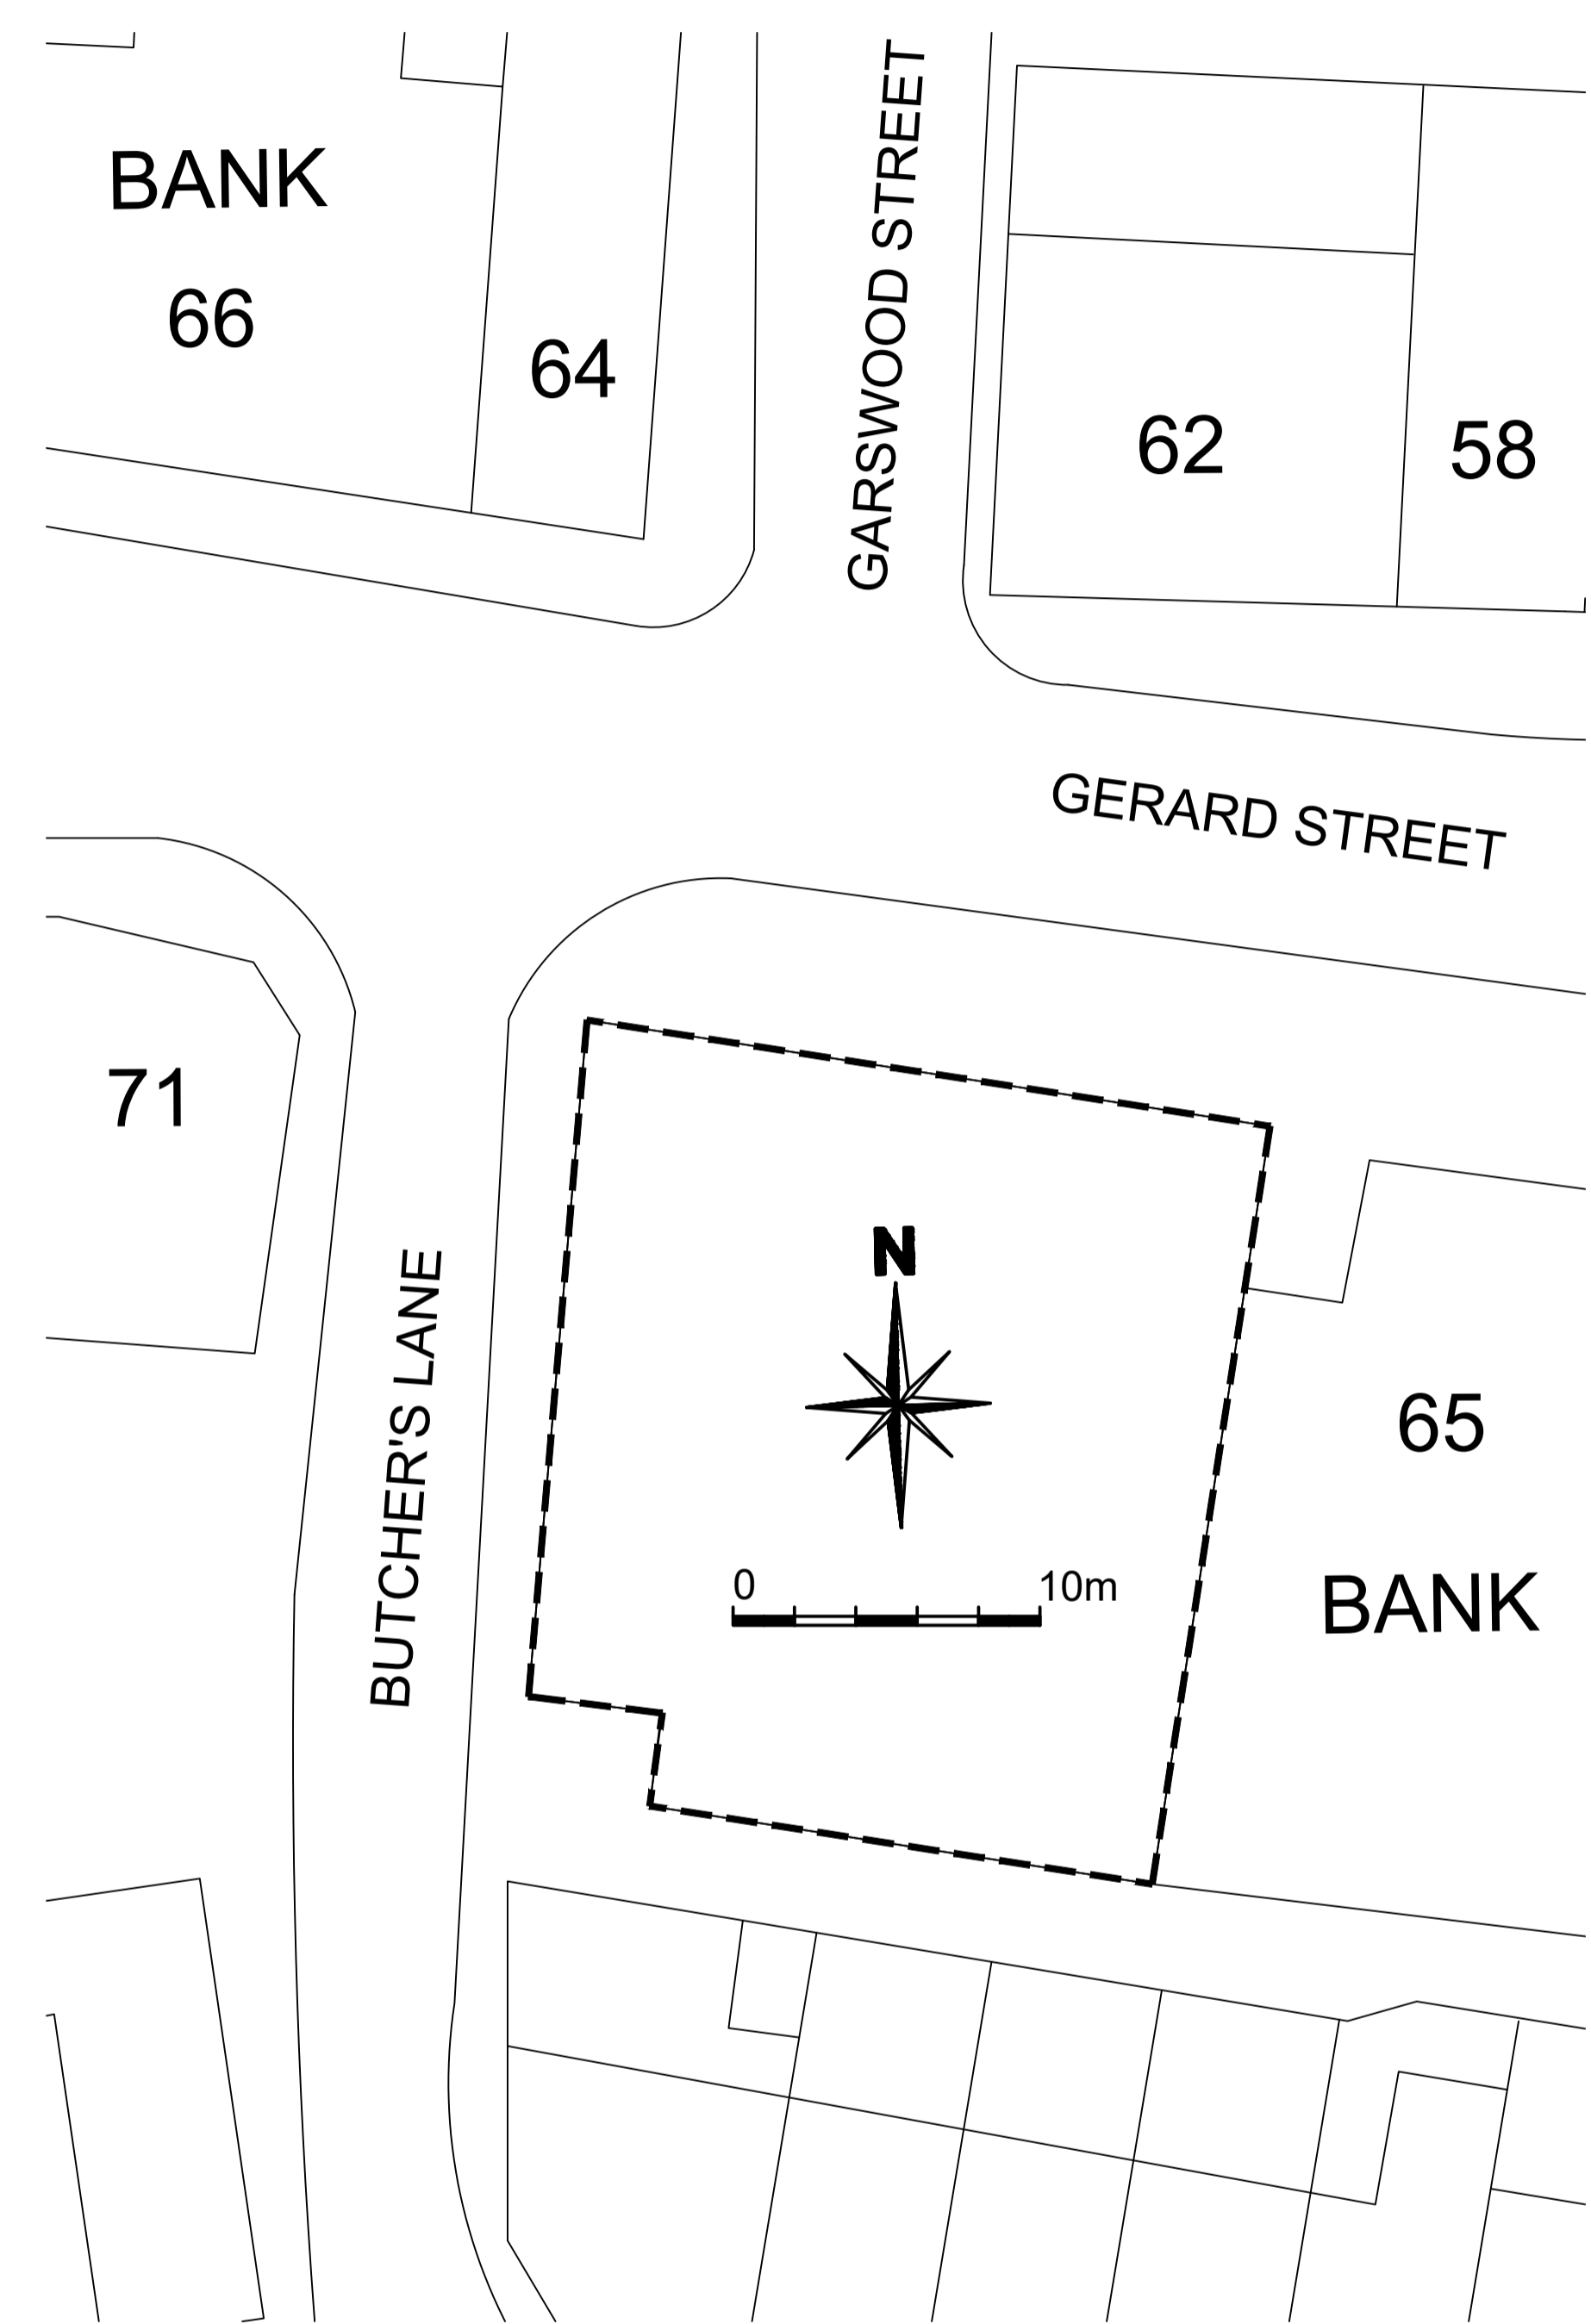 BANK
66
64
GARSWOOD STREET
62
58
GERARD STREET
71
BUTCHER'S LANE
N
65
0
10m
BANK